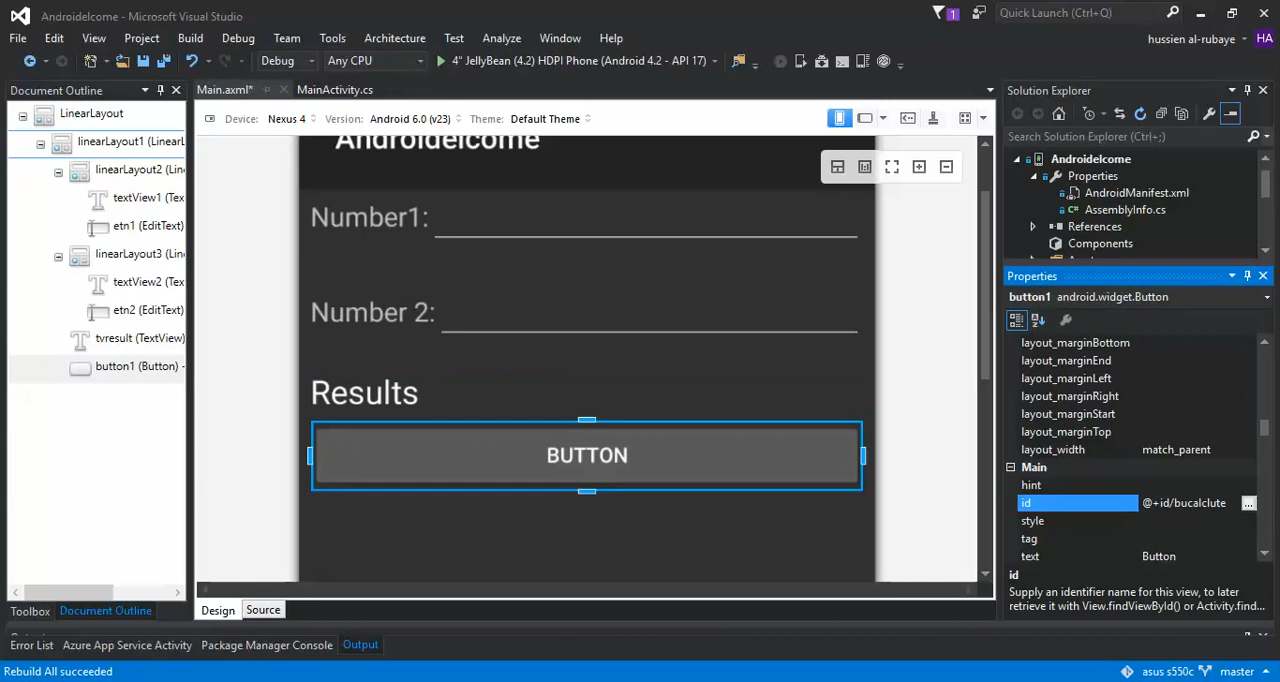 Androidelcome - Microsoft Visual Studio
1
Quick Launch (Ctrl+Q)
File Edit View Project Build Debug Team Tools Architecture Test Analyze Window Help
hussien al-rubaye
HA
Debug
Any CPU
4" JellyBean (4.2) HDPI Phone (Android 4.2 - API 17)
Document Outline
LinearLayout
linearLayout1 (LinearL
linearLayout2 (Line
textView1 (Tex
etn1 (EditText)
linearLayout3 (Line
textView2 (Tex
etn2 (EditText)
tvresult (TextView)
button1 (Button) -
Toolbox
Document Outline
Main.axml*
MainActivity.cs
Device: Nexus 4
Version: Android 6.0 (v23)
Theme: Default Theme
Androidelcome
Number1:
Number 2:
Results
BUTTON
Design
Source
Solution Explorer
Search Solution Explorer (Ctrl+;)
Androidelcome
Properties
AndroidManifest.xml
AssemblyInfo.cs
References
Components
Properties
button1 android.widget.Button
layout_marginBottom
layout_marginEnd
layout_marginLeft
layout_marginRight
layout_marginStart
layout_marginTop
layout_width match_parent
Main
hint
id @+id/bucalclute
...
style
tag
text Button
id
Supply an identifier name for this view, to later
retrieve it with View.findViewById() or Activity.find...
Error List
Azure App Service Activity
Package Manager Console
Output
Rebuild All succeeded
asus s550c
master